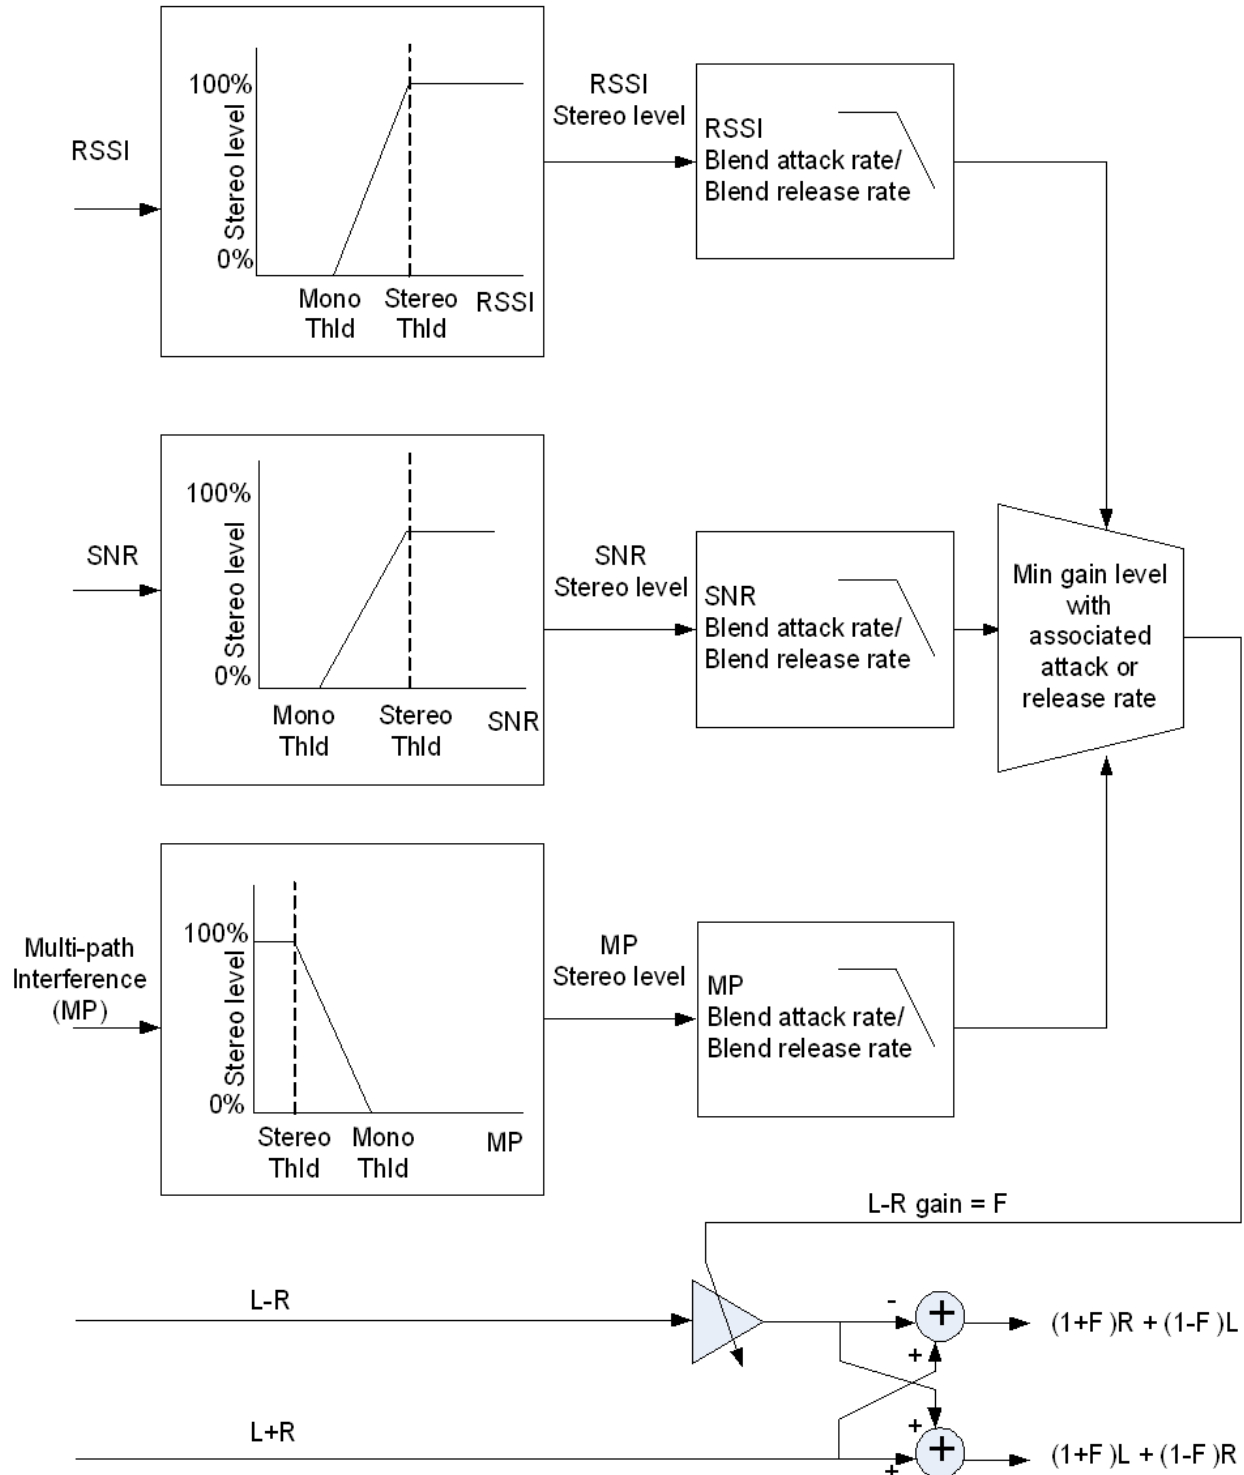 RSSI
100%
Stereo level
0%
Mono
Thld
Stereo
Thld
RSSI
RSSI
Stereo level
RSSI
Blend attack rate/
Blend release rate
SNR
100%
Stereo level
0%
Mono
Thld
Stereo
Thld
SNR
SNR
Stereo level
SNR
Blend attack rate/
Blend release rate
Min gain level
with
associated
attack or
release rate
Multi-path
Interference
(MP)
100%
Stereo level
0%
Stereo
Thld
Mono
Thld
MP
MP
Stereo level
MP
Blend attack rate/
Blend release rate
L-R gain = F
L-R
-
+
+
(1+F)R + (1-F)L
L+R
+
+
+
(1+F)L + (1-F)R